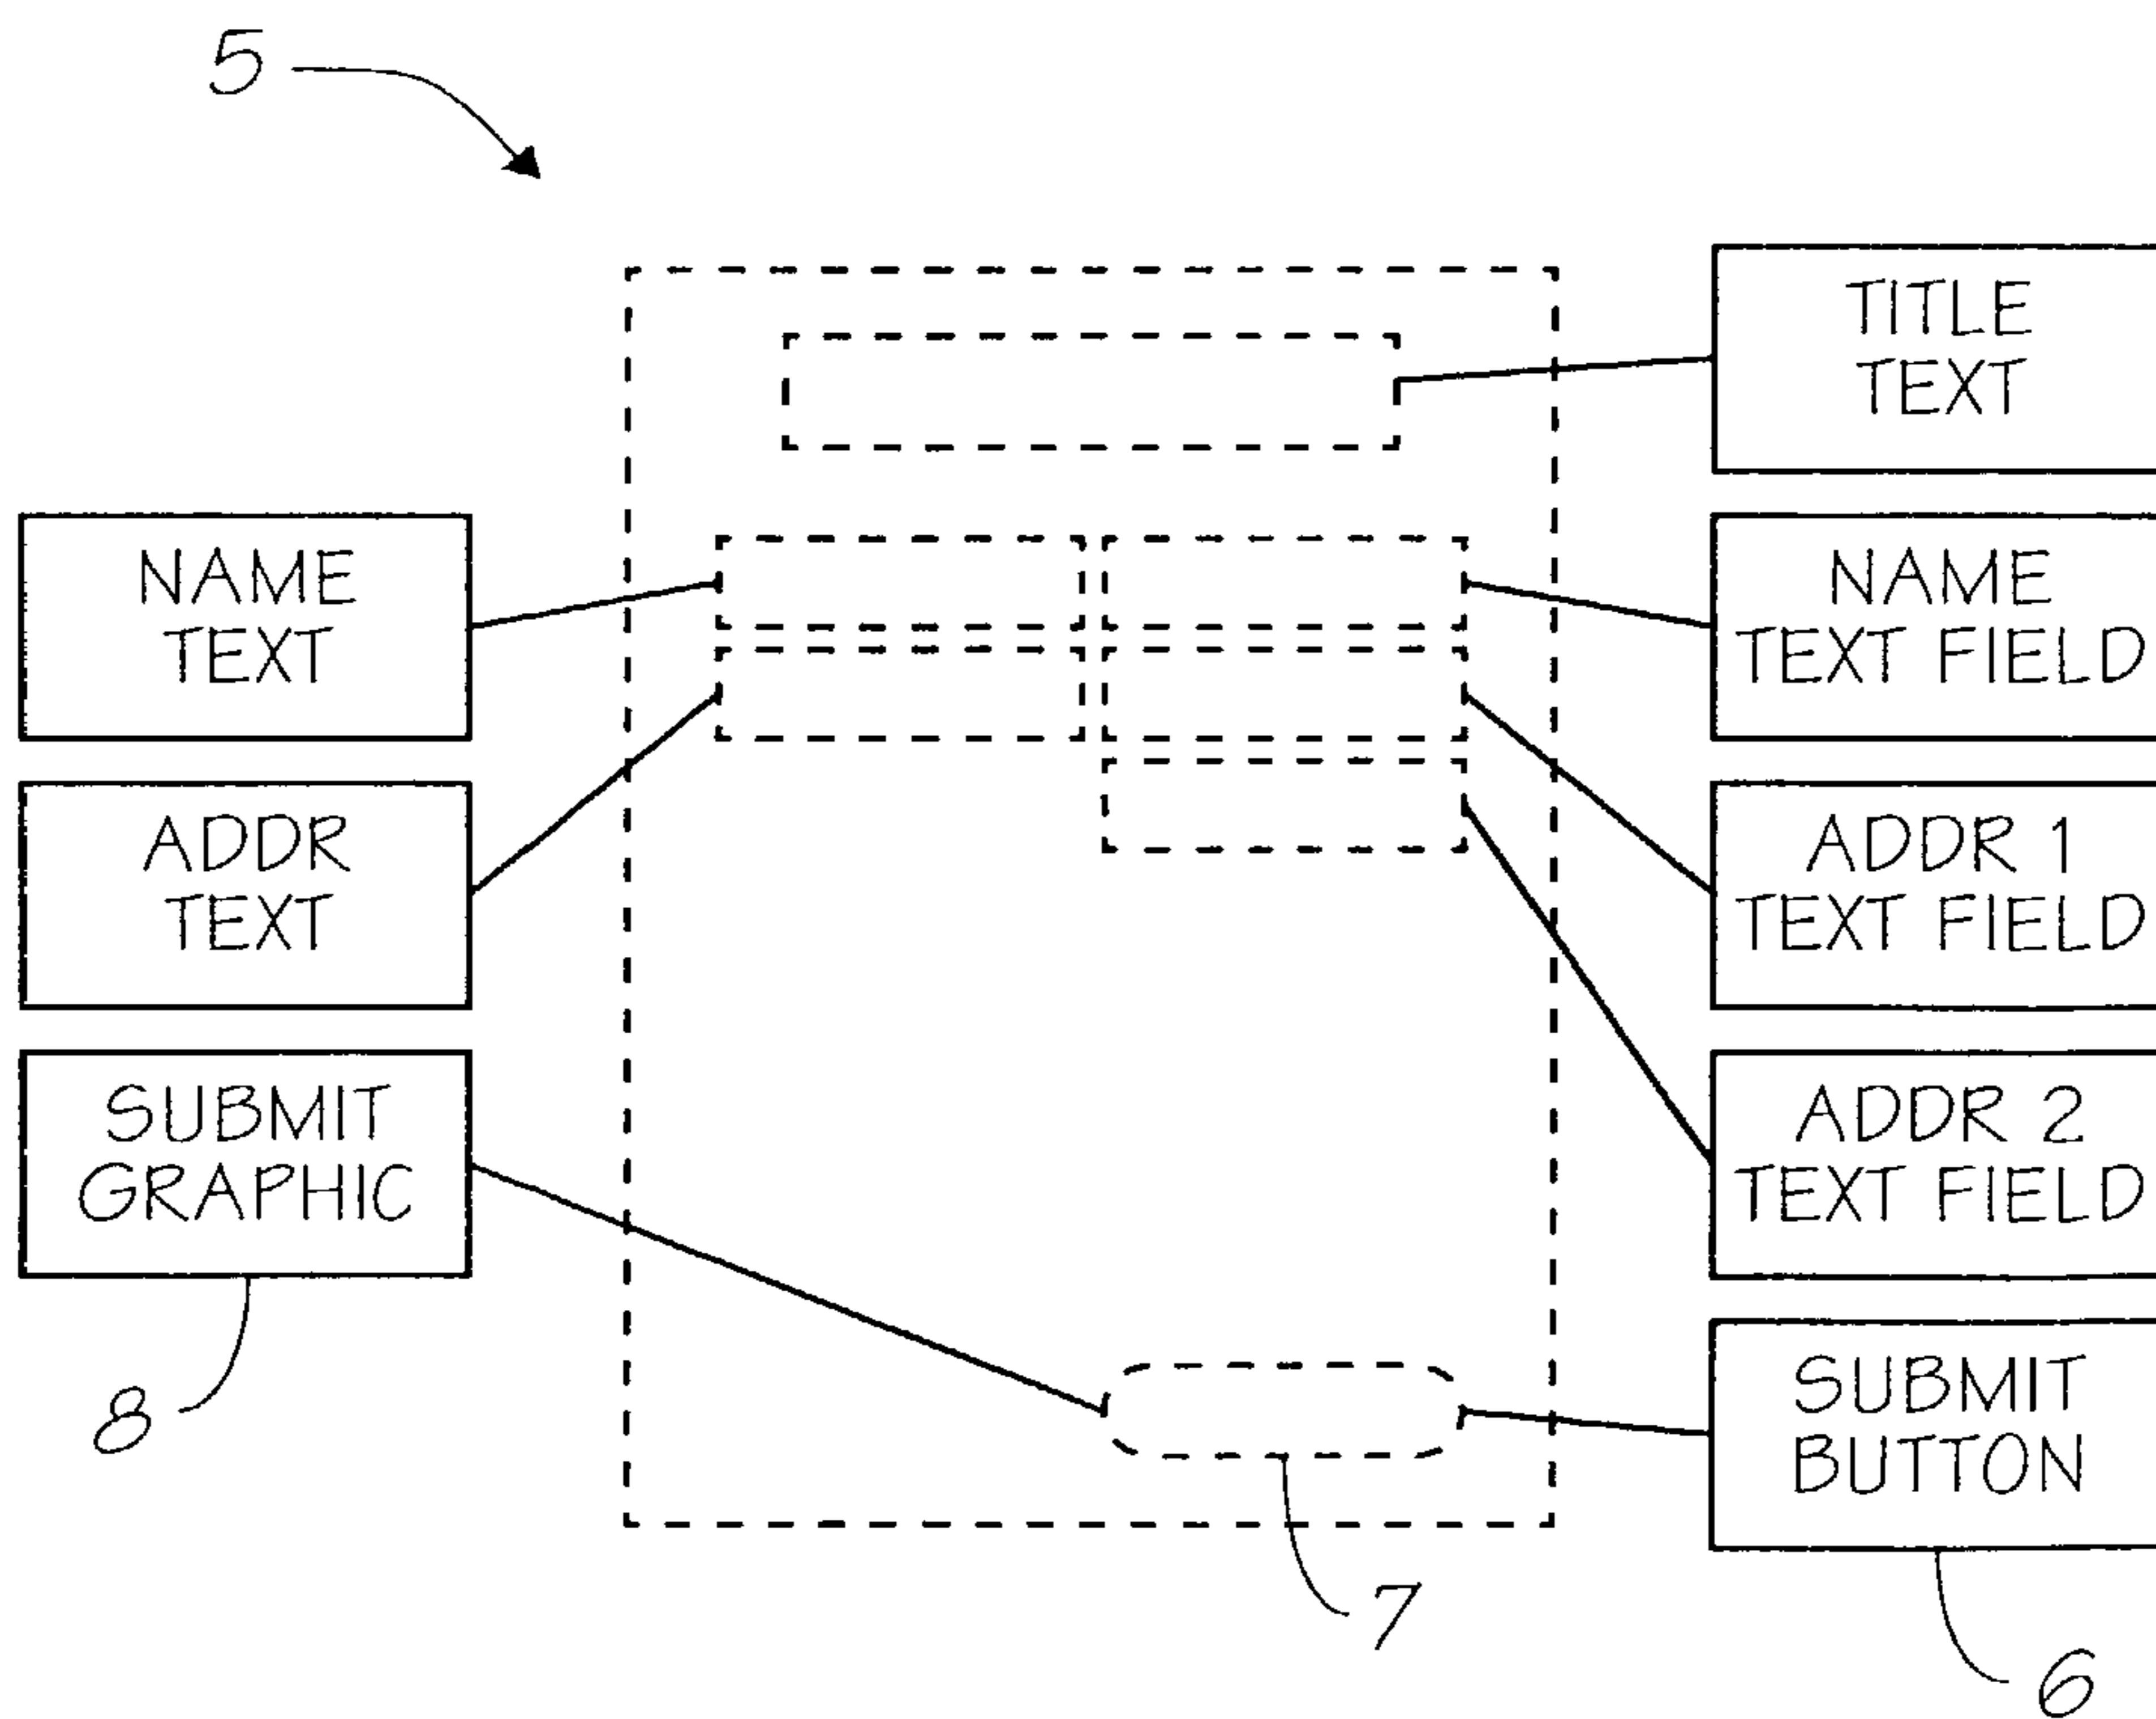 5
TITLE
TEXT
NAME
TEXT
NAME
TEXT FIELD
ADDR
TEXT
ADDR 1
TEXT FIELD
SUBMIT
GRAPHIC
ADDR 2
TEXT FIELD
8
SUBMIT
BUTTON
7
6